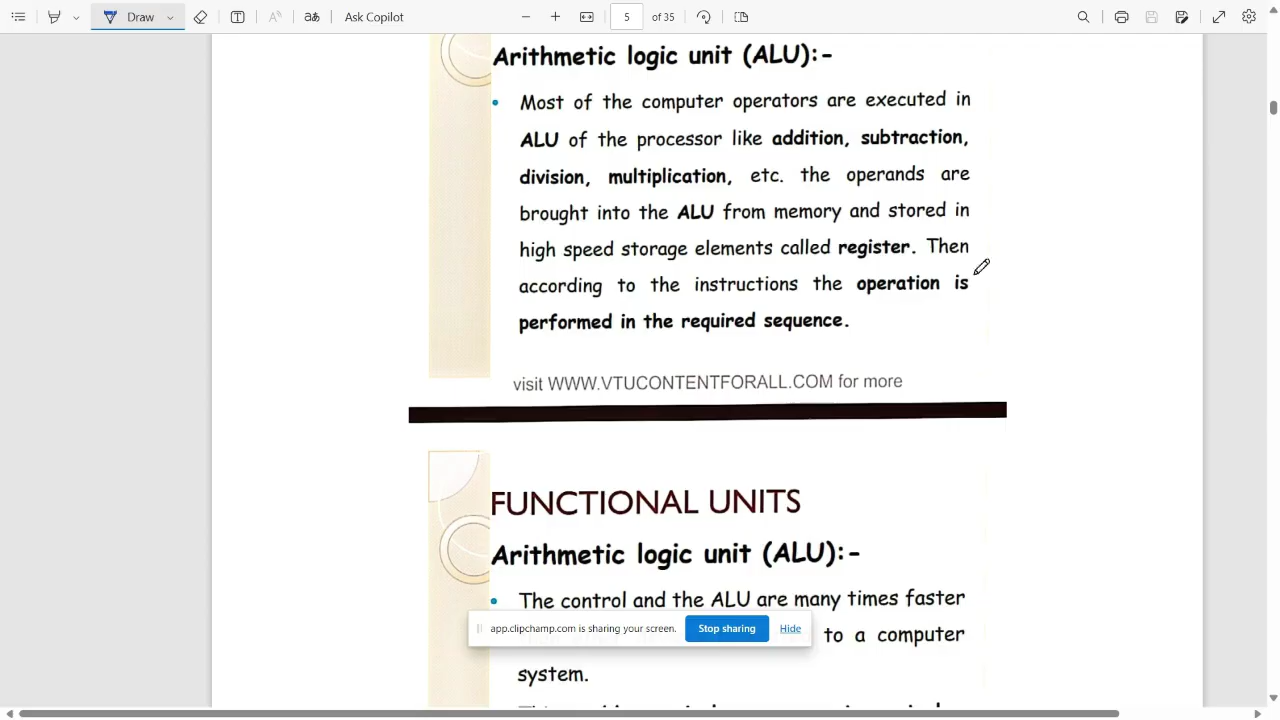 Draw
Ask Copilot
5 of 35
Arithmetic logic unit (ALU):-
• Most of the computer operators are executed in
ALU of the processor like addition, subtraction,
division, multiplication, etc. the operands are
brought into the ALU from memory and stored in
high speed storage elements called register. Then
according to the instructions the operation is
performed in the required sequence.
visit WWW.VTUCONTENTFORALL.COM for more
FUNCTIONAL UNITS
Arithmetic logic unit (ALU):-
• The control and the ALU are many times faster
app.clipchamp.com is sharing your screen. Stop sharing Hide
to a computer
system.